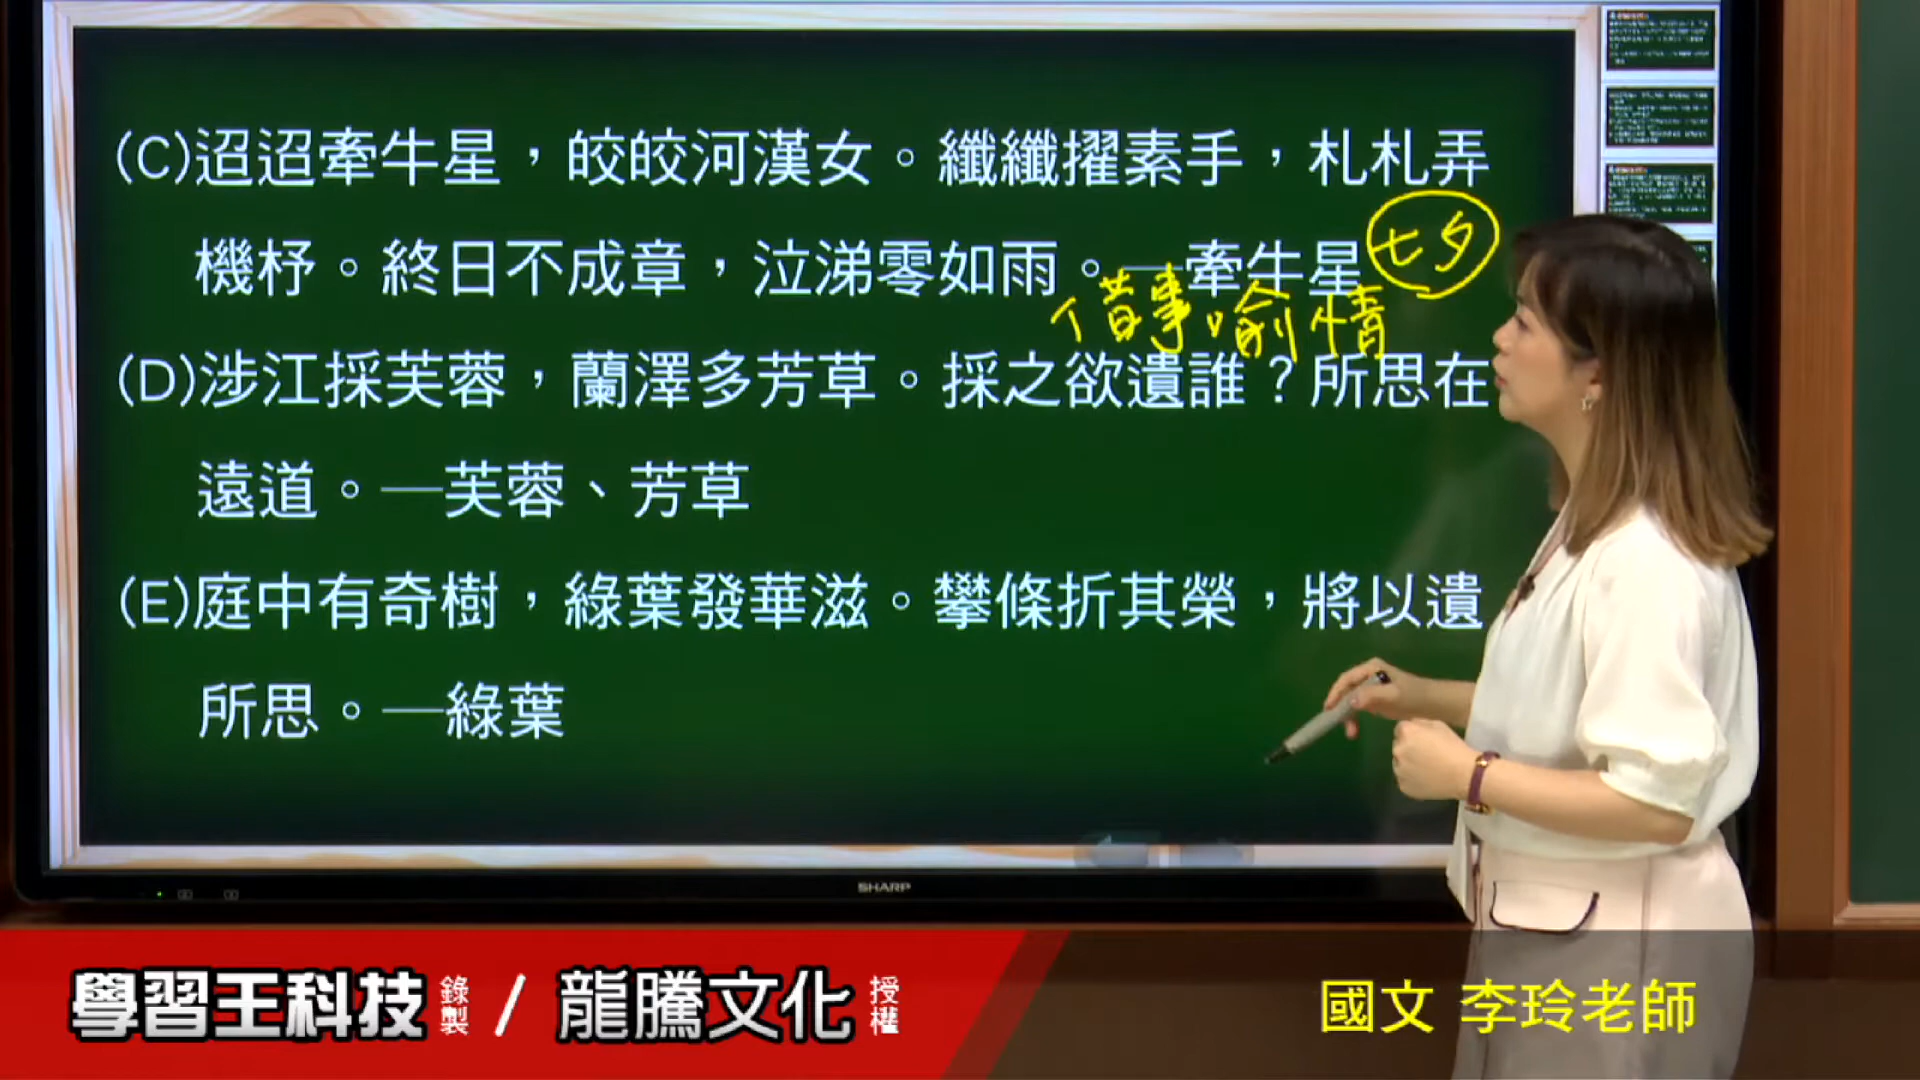 (C)迢迢牽牛星，皎皎河漢女。纖纖擢素手，札札弄
機杼。終日不成章，泣涕零如雨。—牽牛星
七夕
借事喻情
(D)涉江採芙蓉，蘭澤多芳草。採之欲遺誰？所思在
遠道。—芙蓉、芳草
(E)庭中有奇樹，綠葉發華滋。攀條折其榮，將以遺
所思。—綠葉
SHARP
學習王科技錄製/龍騰文化授權
國文 李玲老師